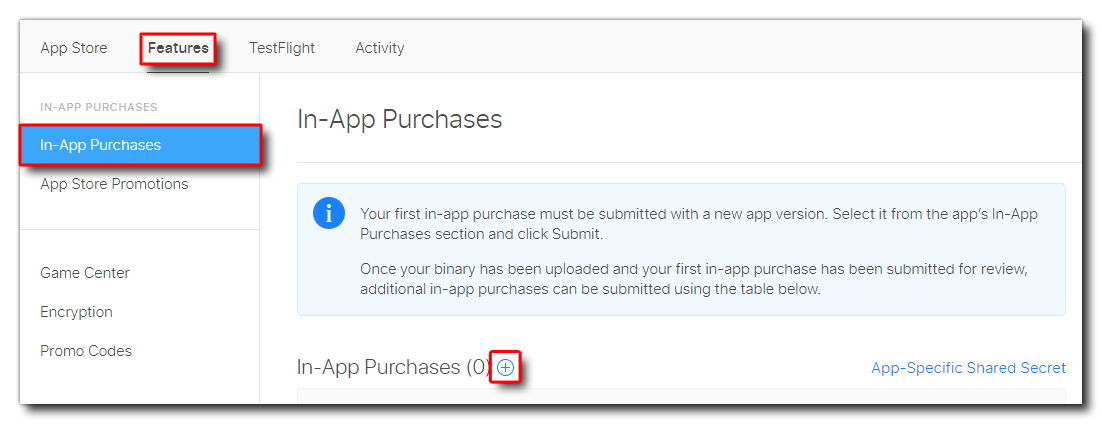 App Store Features TestFlight Activity
IN-APP PURCHASES
In-App Purchases
App Store Promotions
Game Center
Encryption
Promo Codes
In-App Purchases
Your first in-app purchase must be submitted with a new app version. Select it from the app’s In-App
Purchases section and click Submit.
Once your binary has been uploaded and your first in-app purchase has been submitted for review,
additional in-app purchases can be submitted using the table below.
In-App Purchases (0)
App-Specific Shared Secret